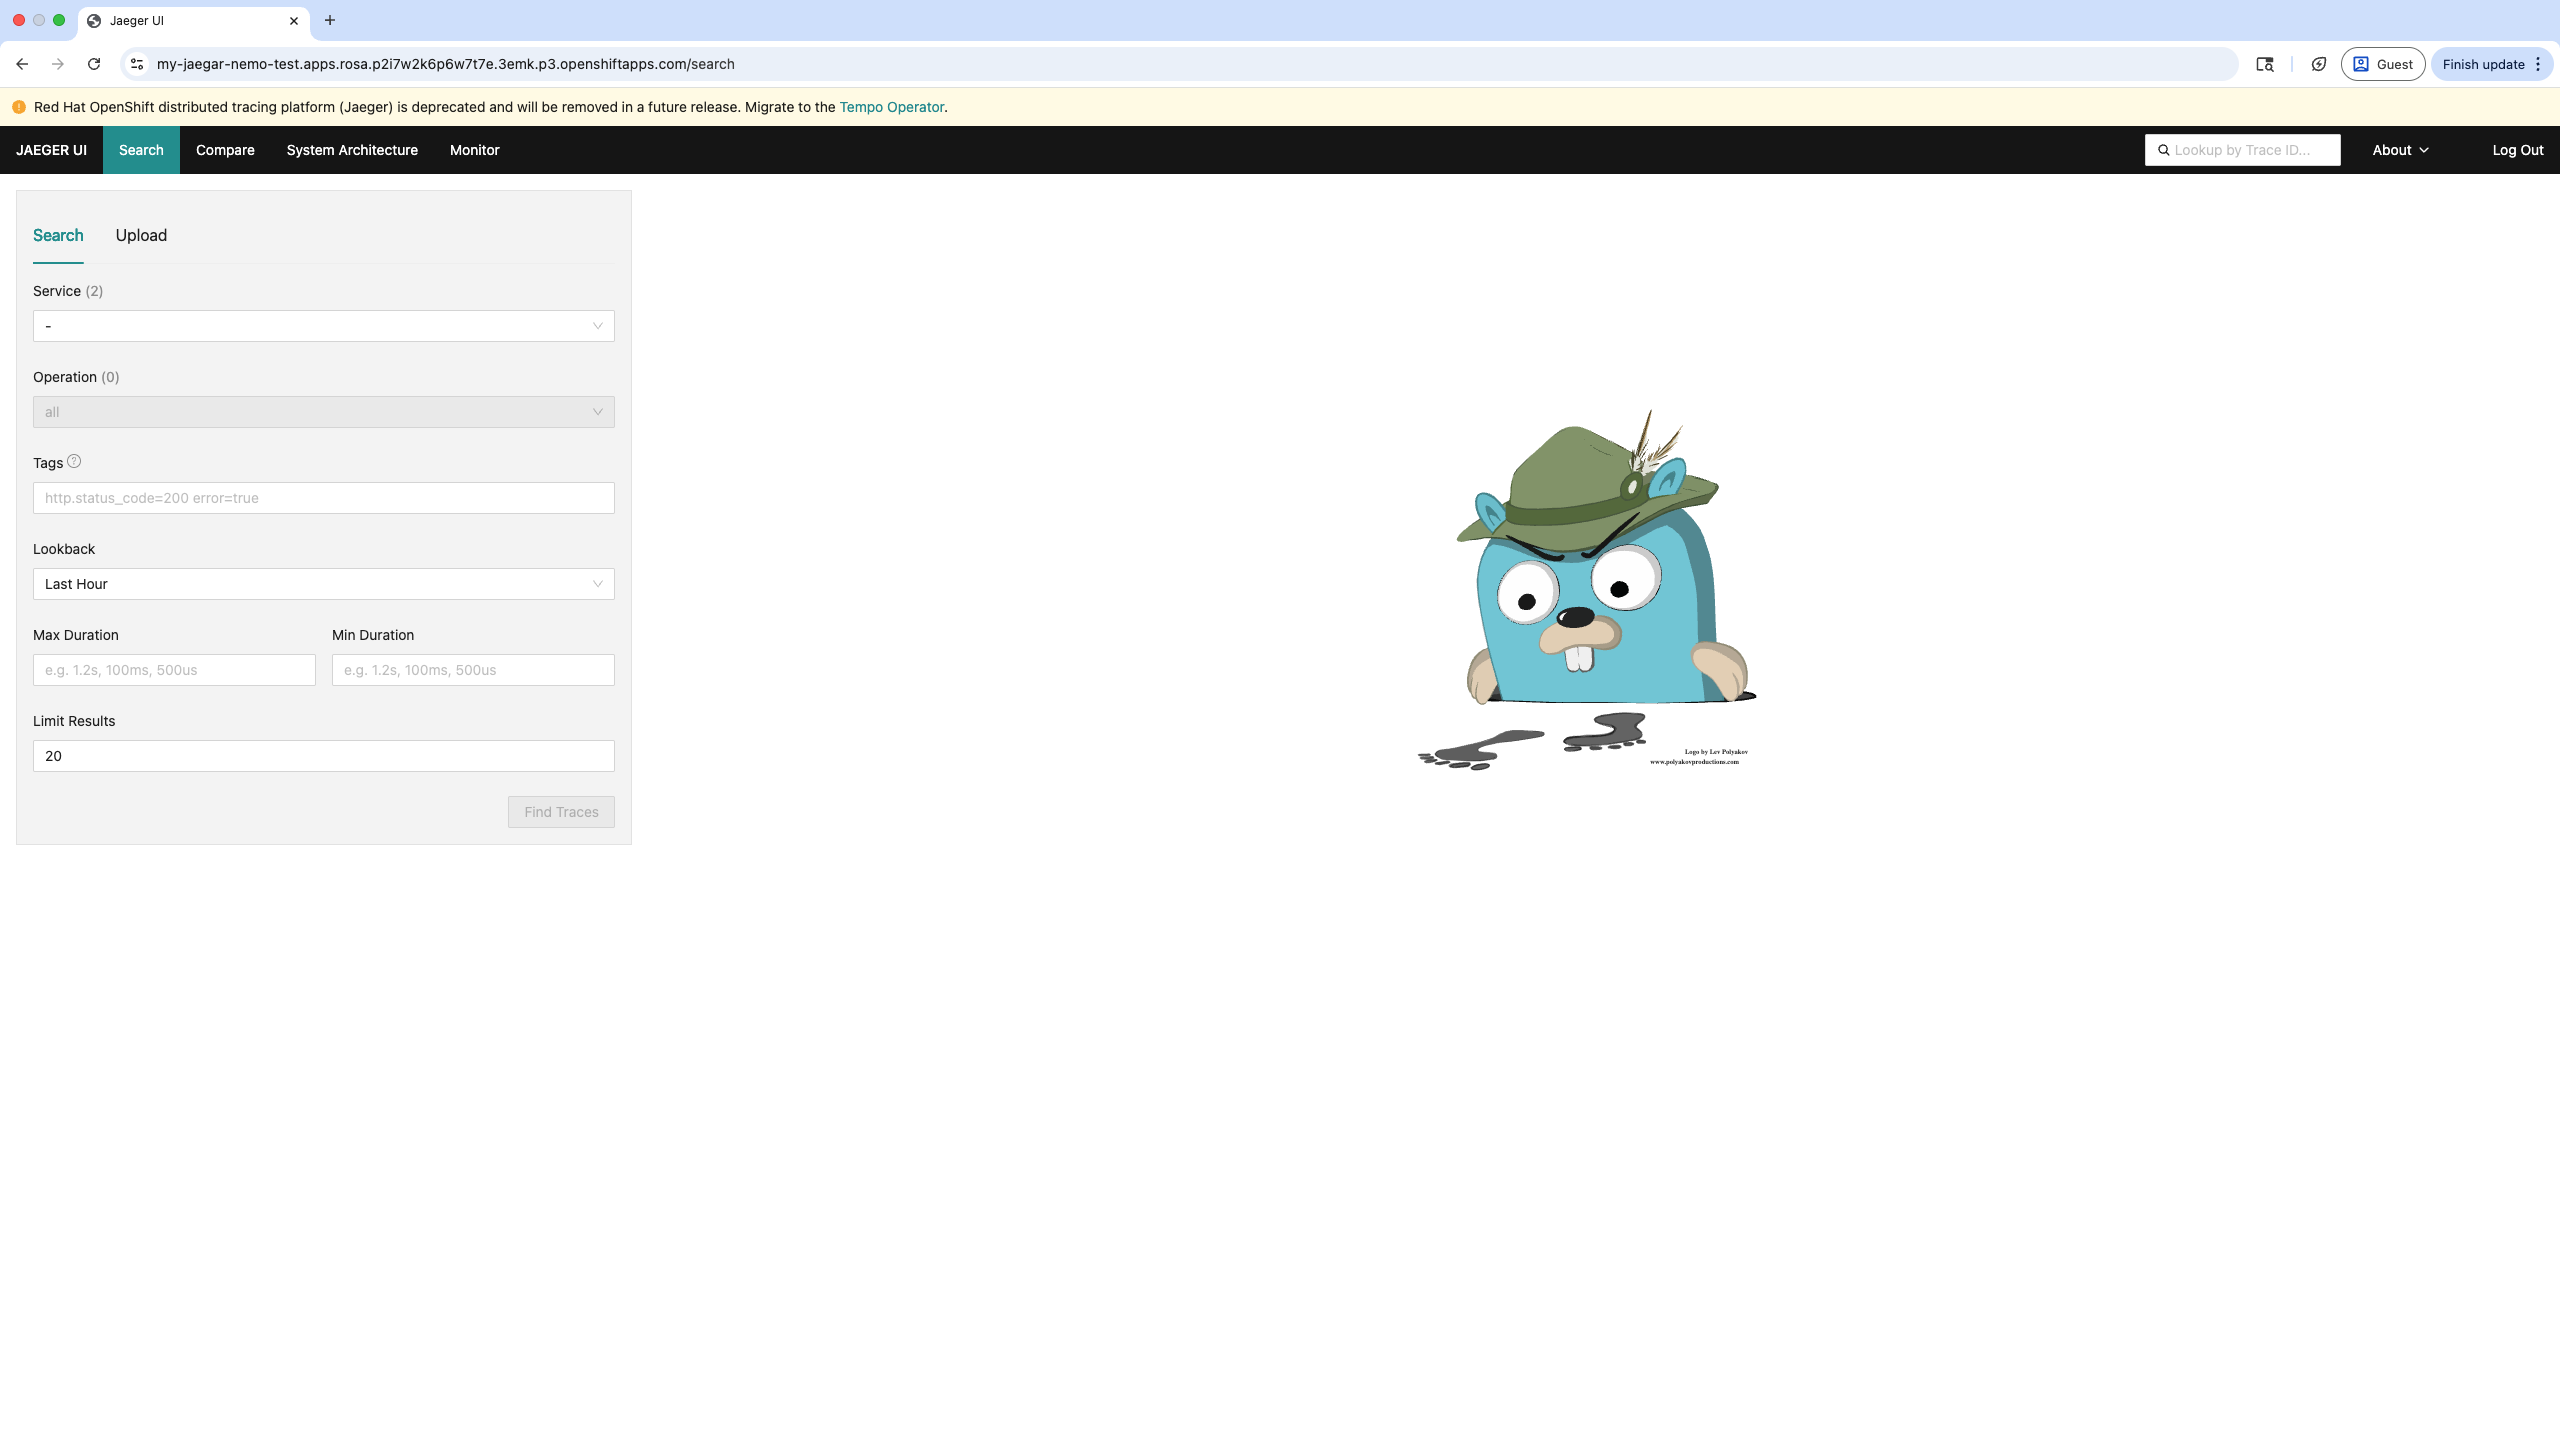 Jaeger UI
my-jaegar-nemo-test.apps.rosa.p2i7w2k6p6w7t7e.3emk.p3.openshiftapps.com/search
Guest
Finish update
Red Hat OpenShift distributed tracing platform (Jaeger) is deprecated and will be removed in a future release. Migrate to the Tempo Operator.
JAEGER UI
Search
Compare
System Architecture
Monitor
Lookup by Trace ID...
About
Log Out
Search
Upload
Service (2)
-
Operation (0)
all
Tags
http.status_code=200 error=true
Lookback
Last Hour
Max Duration
Min Duration
e.g. 1.2s, 100ms, 500us
e.g. 1.2s, 100ms, 500us
Limit Results
20
Find Traces
Logo by Lev Polyakov
www.polyakovproductions.com